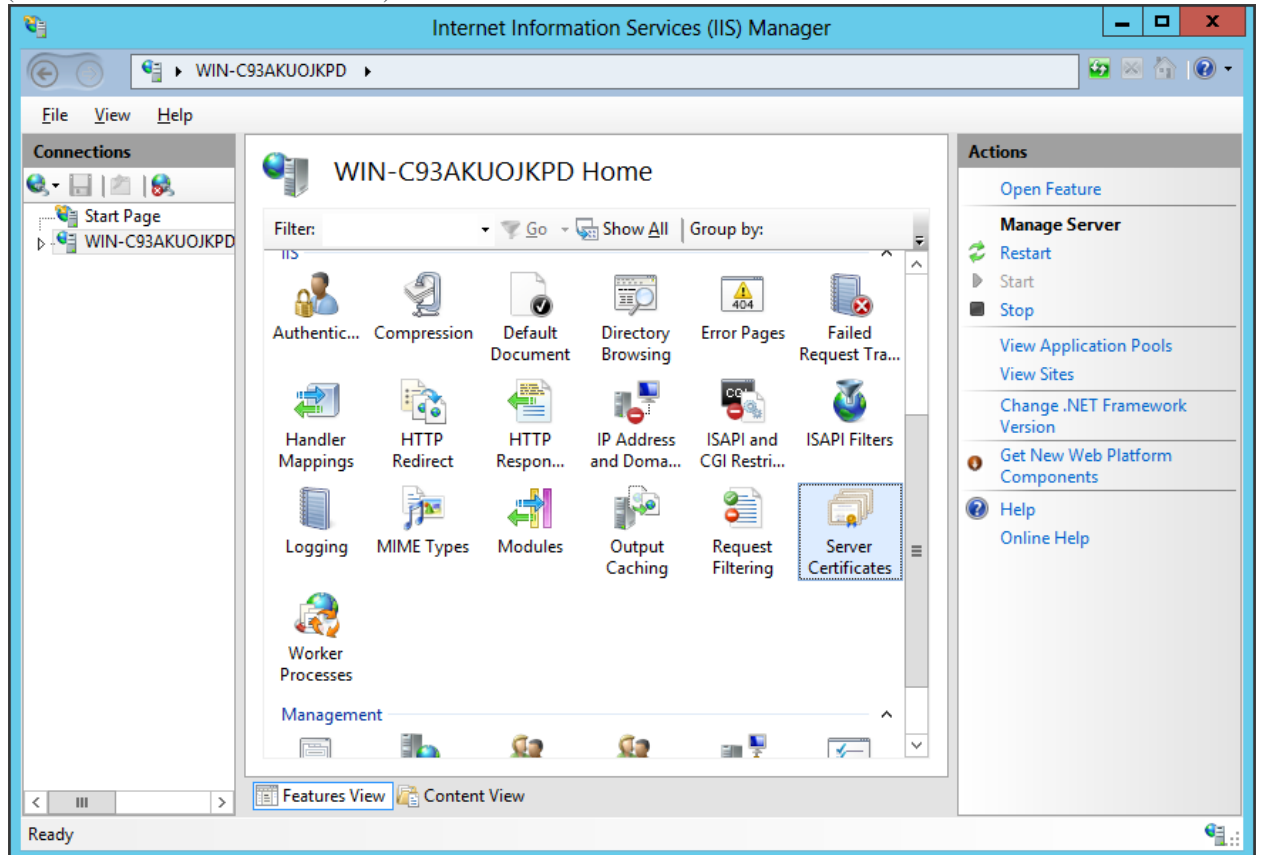 Internet Information Services (IIS) Manager
WIN-C93AKUOJKPD
File View Help
Connections
Start Page
WIN-C93AKUOJKPD
WIN-C93AKUOJKPD Home
Filter: Go Show All Group by:
IIS
Authentic... Compression Default Directory Error Pages Failed
Document Browsing Request Tra...
404
CGI
Handler HTTP HTTP IP Address ISAPI and ISAPI Filters
Mappings Redirect Respon... and Doma... CGI Restri...
Logging MIME Types Modules Output Request Server
Caching Filtering Certificates
Worker
Processes
Management
Features View Content View
Actions
Open Feature
Manage Server
Restart
Start
Stop
View Application Pools
View Sites
Change .NET Framework
Version
Get New Web Platform
Components
Help
Online Help
Ready